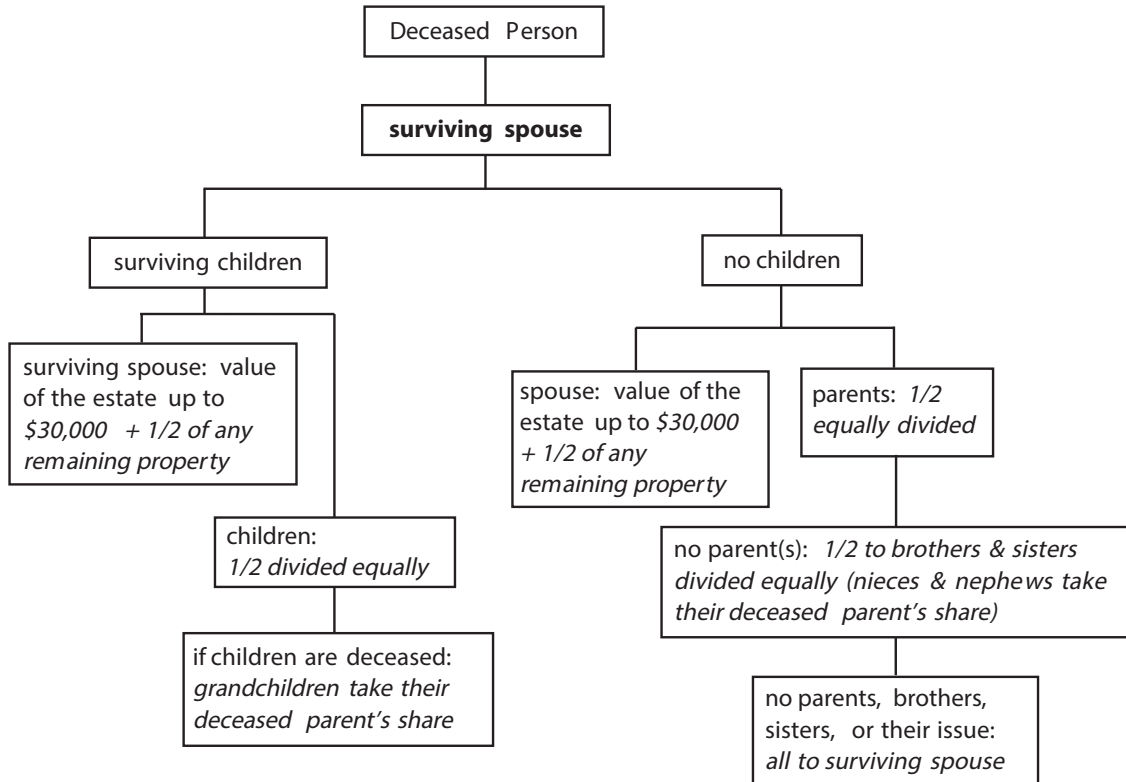 Deceased Person
surviving spouse
surviving children
no children
surviving spouse: value
of the estate up to
$30,000 + 1/2 of any
remaining property
spouse: value of the
estate up to $30,000
+ 1/2 of any
remaining property
parents: 1/2
equally divided
children:
1/2 divided equally
no parent(s): 1/2 to brothers & sisters
divided equally (nieces & nephews take
their deceased parent's share)
if children are deceased:
grandchildren take their
deceased parent's share
no parents, brothers,
sisters, or their issue:
all to surviving spouse